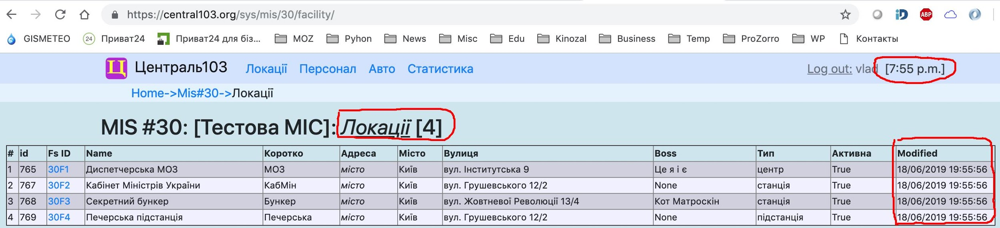 https://central103.org/sys/mis/30/facility/
GISMETEO 24 Приват24 Приват24 для біз... MOZ Pyhon News Misc Edu Kinozal Business Temp ProZorro WP Контакты
Ц Централь103 Локації Персонал Авто Статистика Log out: vlad [7:55 p.m.]
Home->Mis#30->Локації
MIS #30: [Тестова МІС]: Локації [4]
# id Fs ID Name Коротко Адреса Місто Вулиця Boss Тип Активна Modified
1 765 30F1 Диспетчерська МОЗ МОЗ місто Київ вул. Інститутська 9 Це я і є центр True 18/06/2019 19:55:56
2 767 30F2 Кабінет Міністрів України КабМін місто Київ вул. Грушевського 12/2 None станція True 18/06/2019 19:55:56
3 768 30F3 Секретний бункер Бункер місто Київ вул. Жовтневої Революції 13/4 Кот Матроскін станція True 18/06/2019 19:55:56
4 769 30F4 Печерська підстанція Печерська місто Київ вул. Грушевського 12/2 None підстанція True 18/06/2019 19:55:56